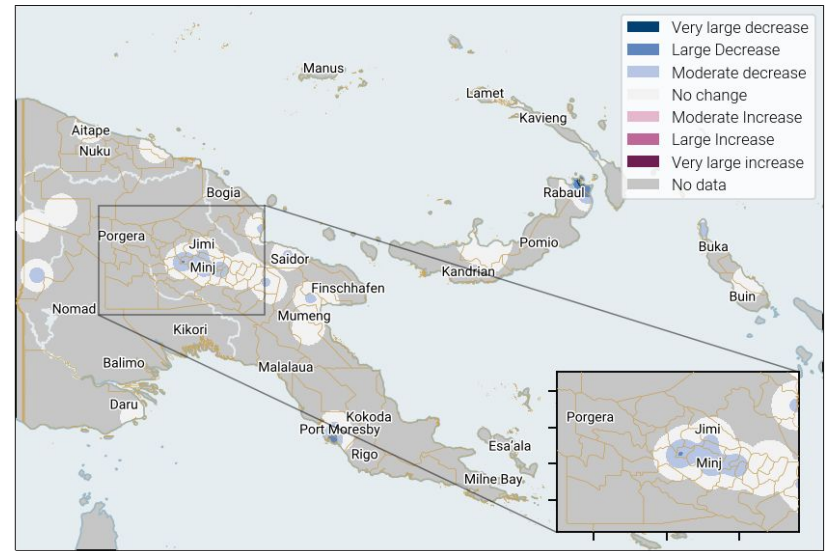 Very large decrease
Large Decrease
Moderate decrease
No change
Moderate Increase
Large Increase
Very large increase
No data
Manus
Lamet
Kavieng
Aitape
Nuku
Rabaul
Bogia
Porgera
Jimi
Minj
Saidor
Pomio
Buka
Kandrian
Finschhafen
Buin
Nomad
Mumeng
Kikori
Balimo
Malalaua
Daru
Kokoda
Port Moresby
Rigo
Esa'ala
Milne Bay
Porgera
Jimi
Minj